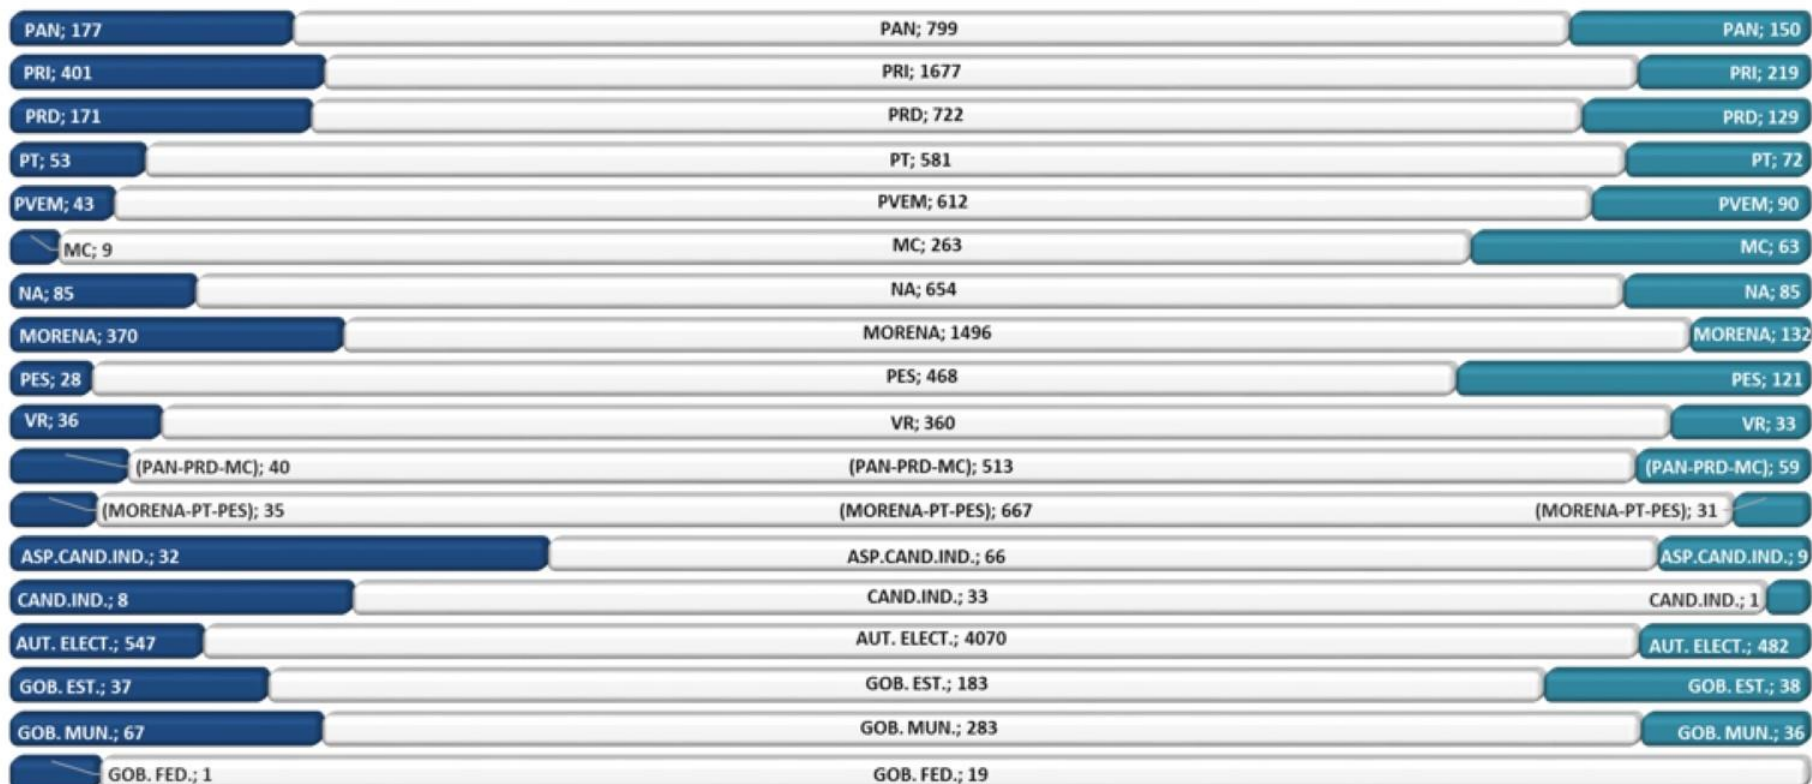 PAN; 177 PAN; 799 PAN; 150
PRI; 401 PRI; 1677 PRI; 219
PRD; 171 PRD; 722 PRD; 129
PT; 53 PT; 581 PT; 72
PVEM; 43 PVEM; 612 PVEM; 90
MC; 9 MC; 263 MC; 63
NA; 85 NA; 654 NA; 85
MORENA; 370 MORENA; 1496 MORENA; 132
PES; 28 PES; 468 PES; 121
VR; 36 VR; 360 VR; 33
(PAN-PRD-MC); 40 (PAN-PRD-MC); 513 (PAN-PRD-MC); 59
(MORENA-PT-PES); 35 (MORENA-PT-PES); 667 (MORENA-PT-PES); 31
ASP.CAND.IND.; 32 ASP.CAND.IND.; 66 ASP.CAND.IND.; 9
CAND.IND.; 8 CAND.IND.; 33 CAND.IND.; 1
AUT. ELECT.; 547 AUT. ELECT.; 4070 AUT. ELECT.; 482
GOB. EST.; 37 GOB. EST.; 183 GOB. EST.; 38
GOB. MUN.; 67 GOB. MUN.; 283 GOB. MUN.; 36
GOB. FED.; 1 GOB. FED.; 19